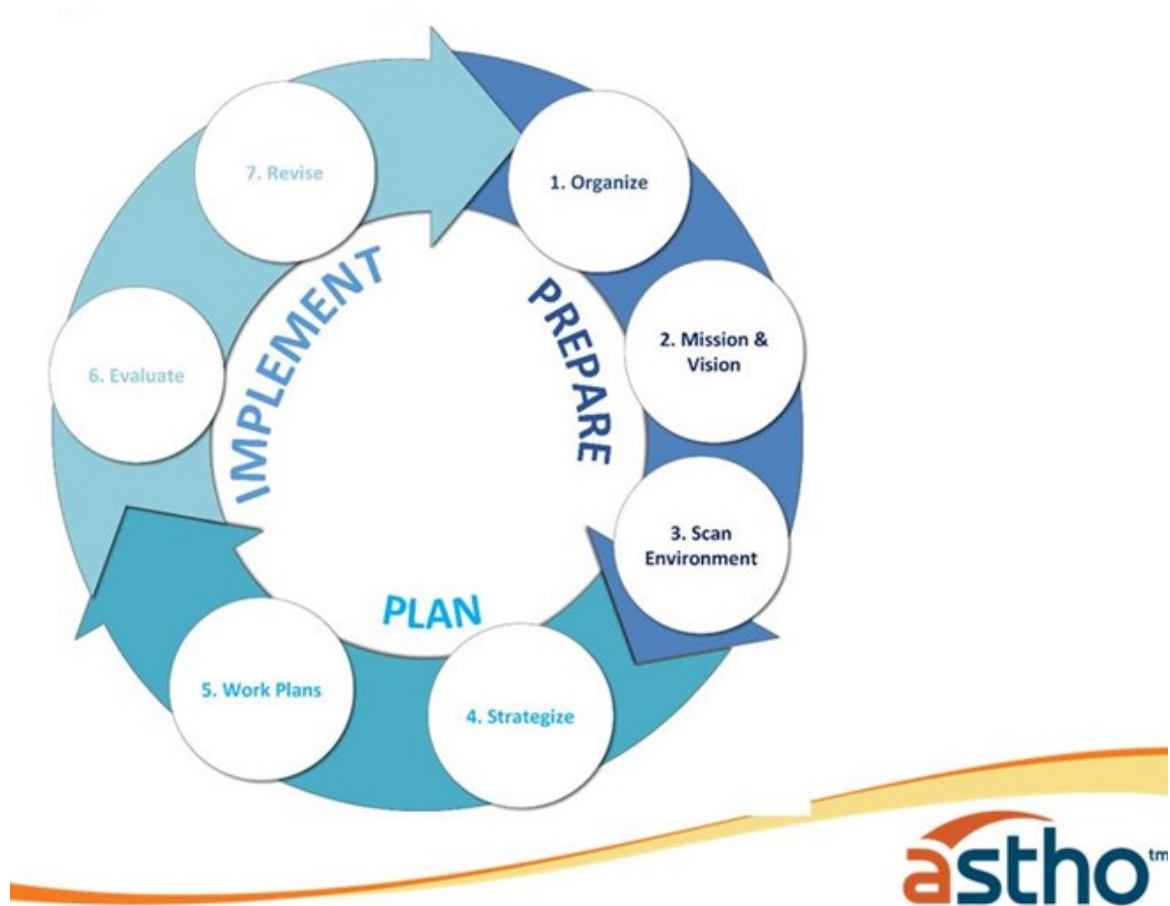 1. Organize
2. Mission &
Vision
3. Scan
Environment
4. Strategize
5. Work Plans
6. Evaluate
7. Revise
PREPARE
PLAN
IMPLEMENT
astho™